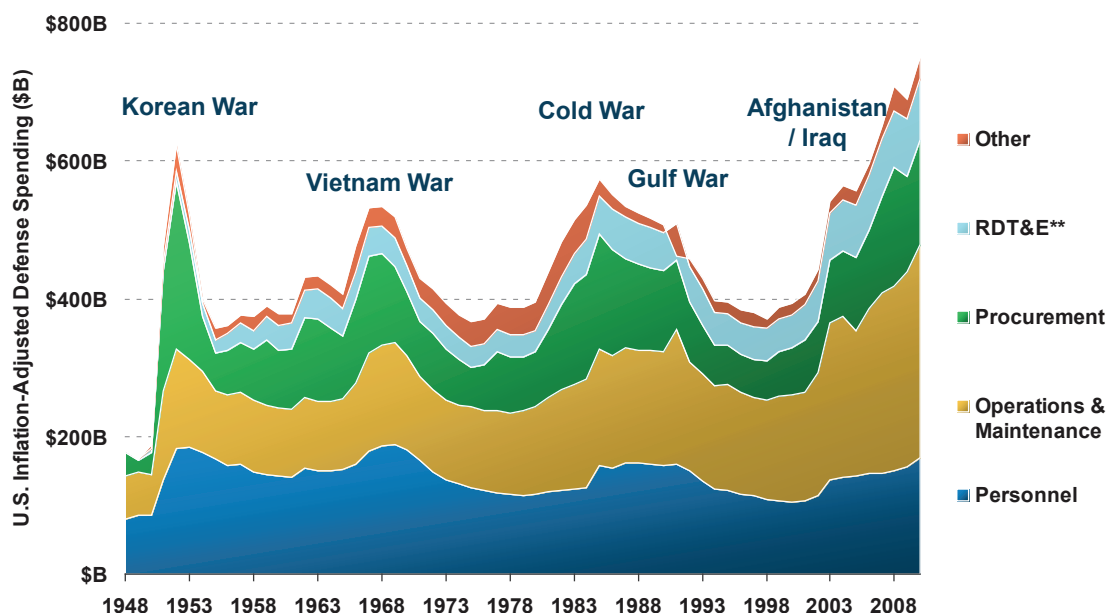 U.S. Inflation-Adjusted Defense Spending ($B)
$800B
$600B
$400B
$200B
$B
Korean War
Vietnam War
Cold War
Gulf War
Afghanistan
/ Iraq
Other
RDT&E**
Procurement
Operations &
Maintenance
Personnel
1948 1953 1958 1963 1968 1973 1978 1983 1988 1993 1998 2003 2008